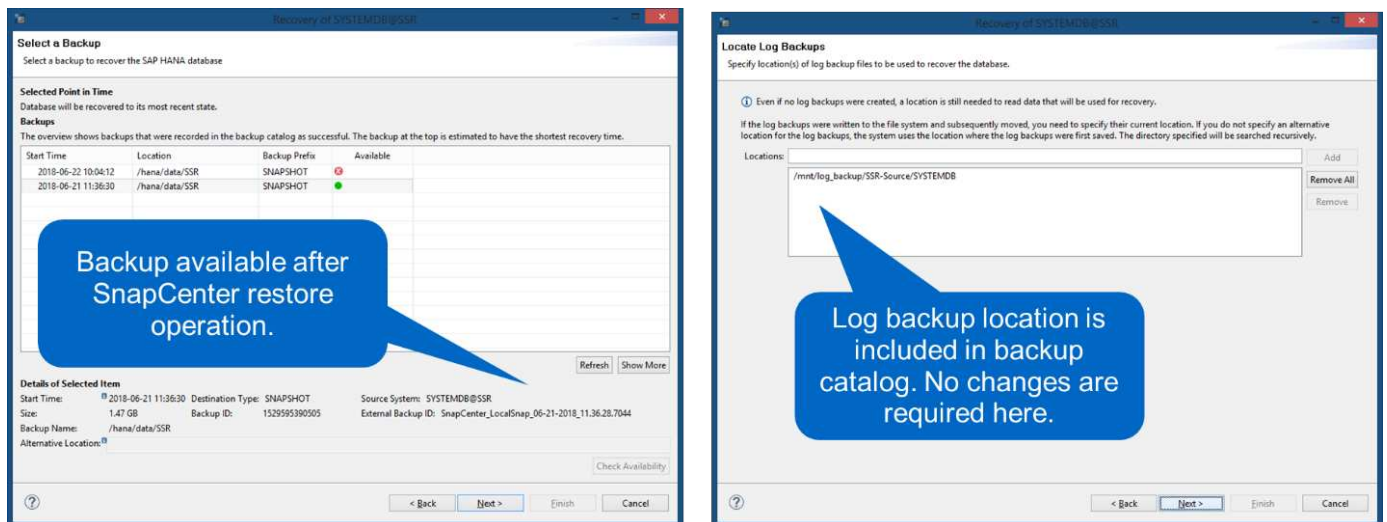 Recovery of SYSTEMDB@SSR
Select a Backup
Select a backup to recover the SAP HANA database
Selected Point in Time
Database will be recovered to its most recent state.
Backups
The overview shows backups that were recorded in the backup catalog as successful. The backup at the top is estimated to have the shortest recovery time.
Start Time Location Backup Prefix Available
2018-06-22 10:04:12 /hana/data/SSR SNAPSHOT
2018-06-21 11:36:30 /hana/data/SSR SNAPSHOT
Backup available after
SnapCenter restore
operation.
Refresh Show More
Details of Selected Item
Start Time: 2018-06-21 11:36:30 Destination Type: SNAPSHOT Source System: SYSTEMDB@SSR
Size: 1.47 GB Backup ID: 1529595390505 External Backup ID: SnapCenter_LocalSnap_06-21-2018_11.36.28.7044
Backup Name: /hana/data/SSR
Alternative Location:
Check Availability
? < Back Next > Finish Cancel
Recovery of SYSTEMDB@SSR
Locate Log Backups
Specify location(s) of log backup files to be used to recover the database.
Even if no log backups were created, a location is still needed to read data that will be used for recovery.
If the log backups were written to the file system and subsequently moved, you need to specify their current location. If you do not specify an alternative
location for the log backups, the system uses the location where the log backups were first saved. The directory specified will be searched recursively.
Locations: Add
/mnt/log_backup/SSR-Source/SYSTEMDB Remove All
Remove
Log backup location is
included in backup
catalog. No changes are
required here.
? < Back Next > Finish Cancel